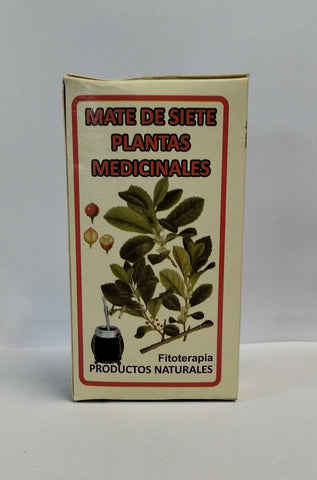 MATE DE SIETE
PLANTAS
MEDICINALES
Fitoterapia
PRODUCTOS NATURALES